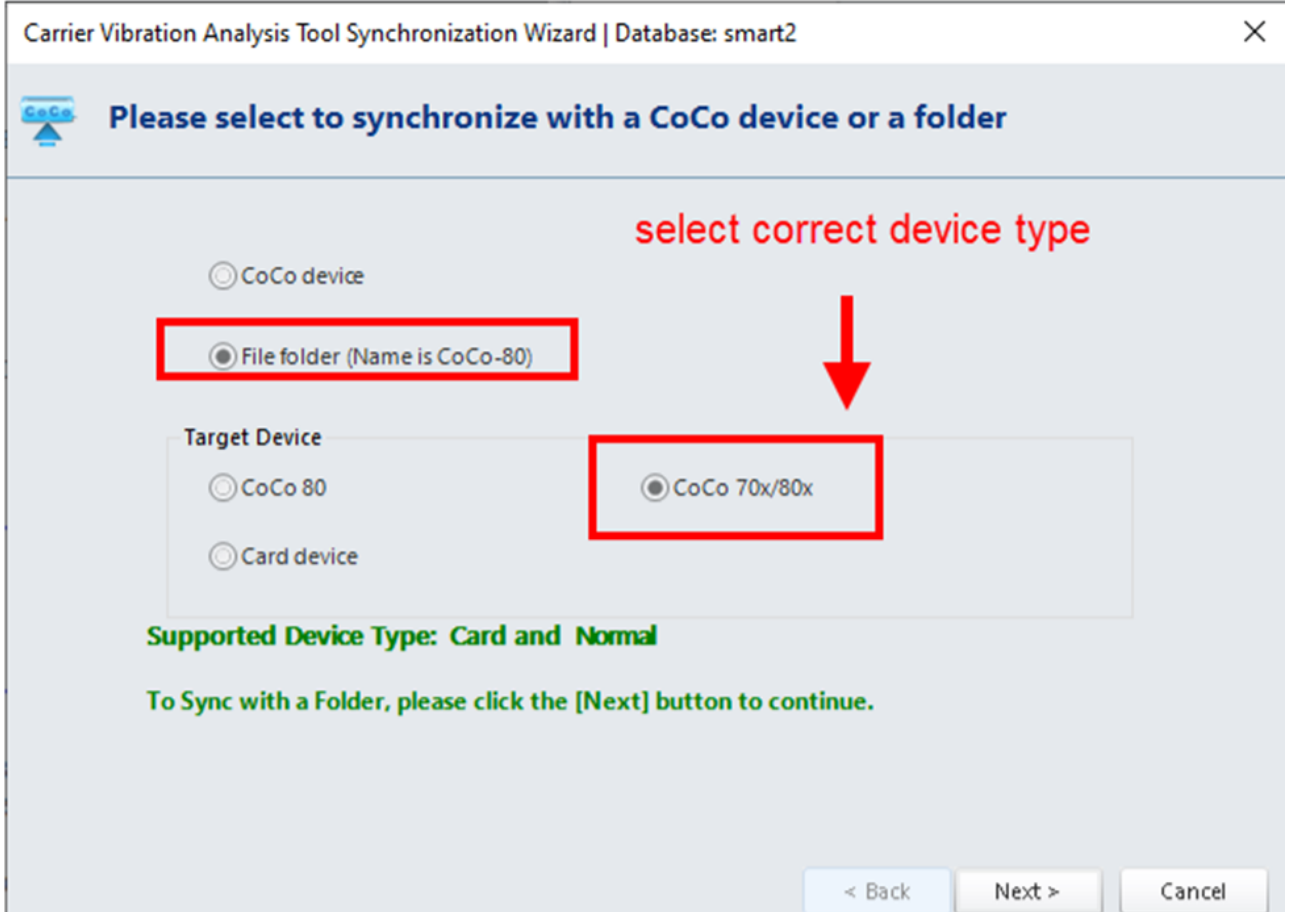 Carrier Vibration Analysis Tool Synchronization Wizard | Database: smart2
CoCo
Please select to synchronize with a CoCo device or a folder
select correct device type
CoCo device
File folder (Name is CoCo-80)
Target Device
CoCo 80
CoCo 70x/80x
Card device
Supported Device Type: Card and Normal
To Sync with a Folder, please click the [Next] button to continue.
< Back
Next >
Cancel